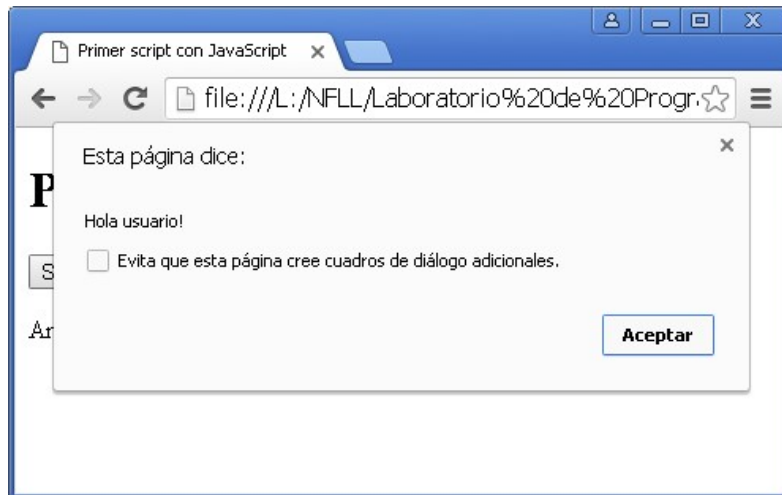 Primer script con JavaScript
file:///L:/NFLL/Laboratorio%20de%20Progr
Esta página dice:
P
Hola usuario!
S
Evita que esta página cree cuadros de diálogo adicionales.
Ar
Aceptar